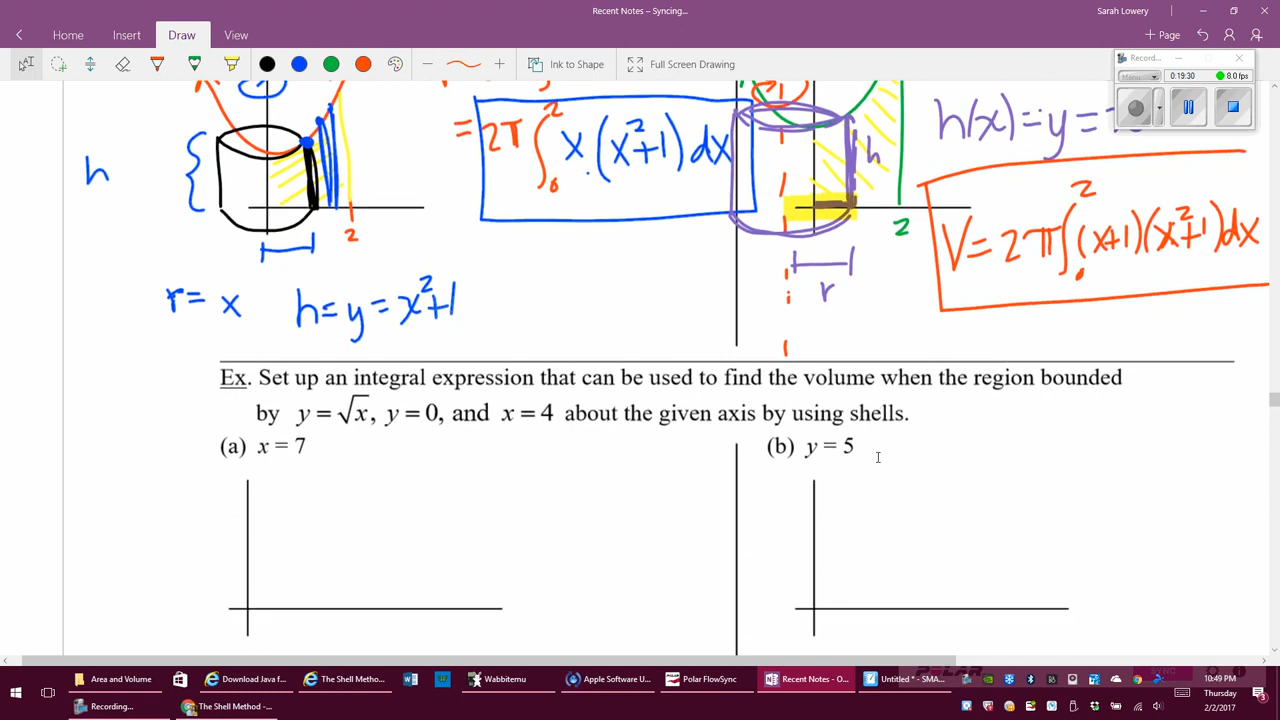 Recent Notes - Syncing...
Sarah Lowery
Home Insert Draw View
Page
Ink to Shape
Full Screen Drawing
Record...
Manual
0:19:30 8.0 fps
h
2
= 2π ∫₀² x · (x²+1) dx
h
2
r
h(x) = y =
V = 2π ∫₀² (x+1)(x²+1) dx
r = x h = y = x²+1
Ex. Set up an integral expression that can be used to find the volume when the region bounded
by y = √x, y = 0, and x = 4 about the given axis by using shells.
(a) x = 7
(b) y = 5
Area and Volume
Download Java f...
The Shell Metho...
Wabbitemu
Apple Software U...
Polar FlowSync
Recent Notes - O...
Untitled * - SMA...
10:49 PM
Thursday
2/2/2017
Recording...
The Shell Method -...